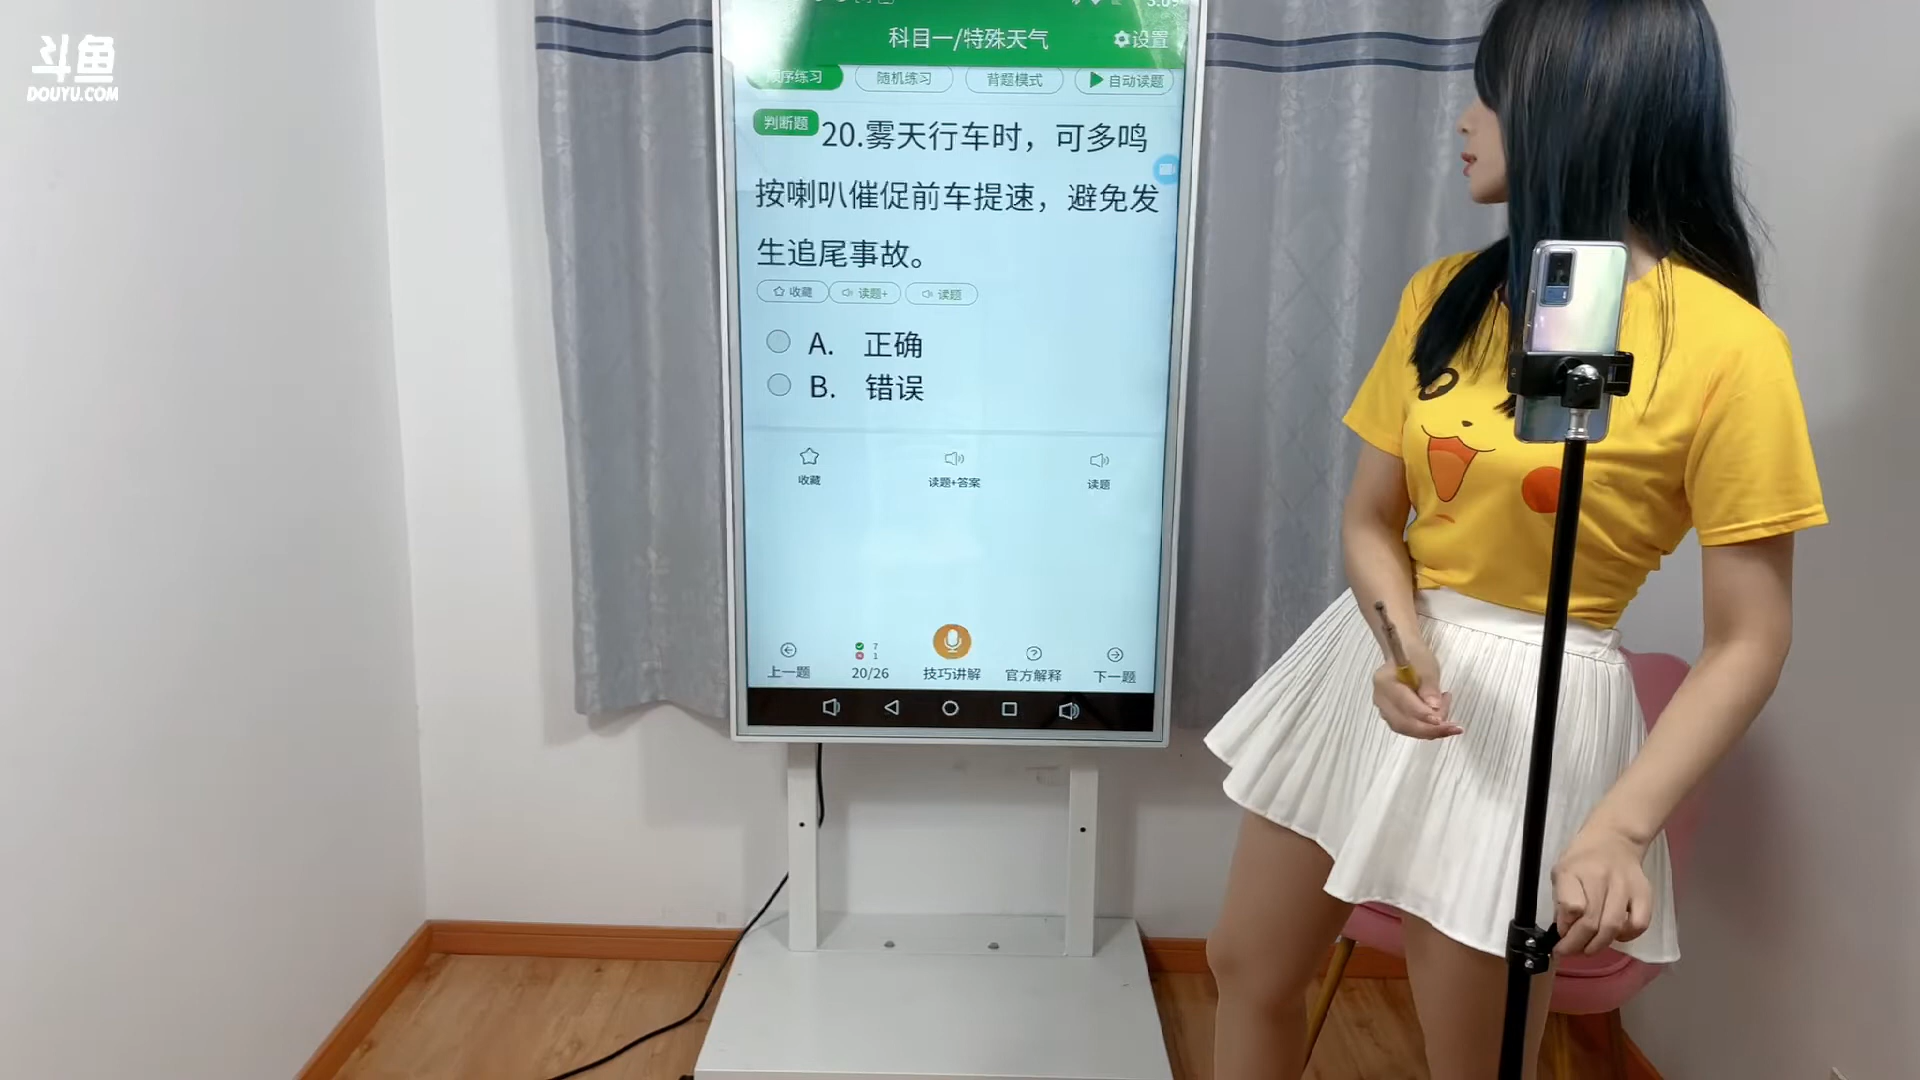 斗鱼
DOUYU.COM
科目一/特殊天气
设置
顺序练习
随机练习
背题模式
自动读题
判断题
20.雾天行车时，可多鸣
按喇叭催促前车提速，避免发
生追尾事故。
收藏
读题+
读题
A. 正确
B. 错误
收藏
读题+答案
读题
7
1
上一题
20/26
技巧讲解
官方解释
下一题